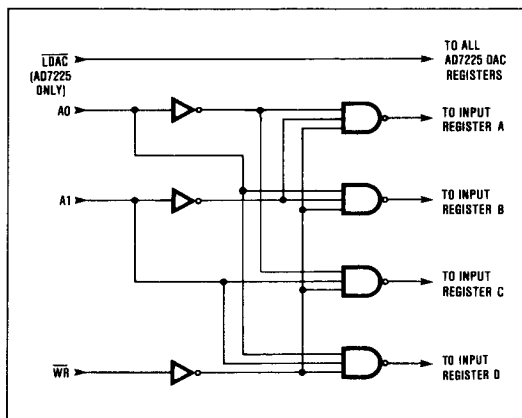 LDAC
(AD7225
ONLY)
TO ALL
AD7225 DAC
REGISTERS
A0
TO INPUT
REGISTER A
A1
TO INPUT
REGISTER B
TO INPUT
REGISTER C
WR
TO INPUT
REGISTER D